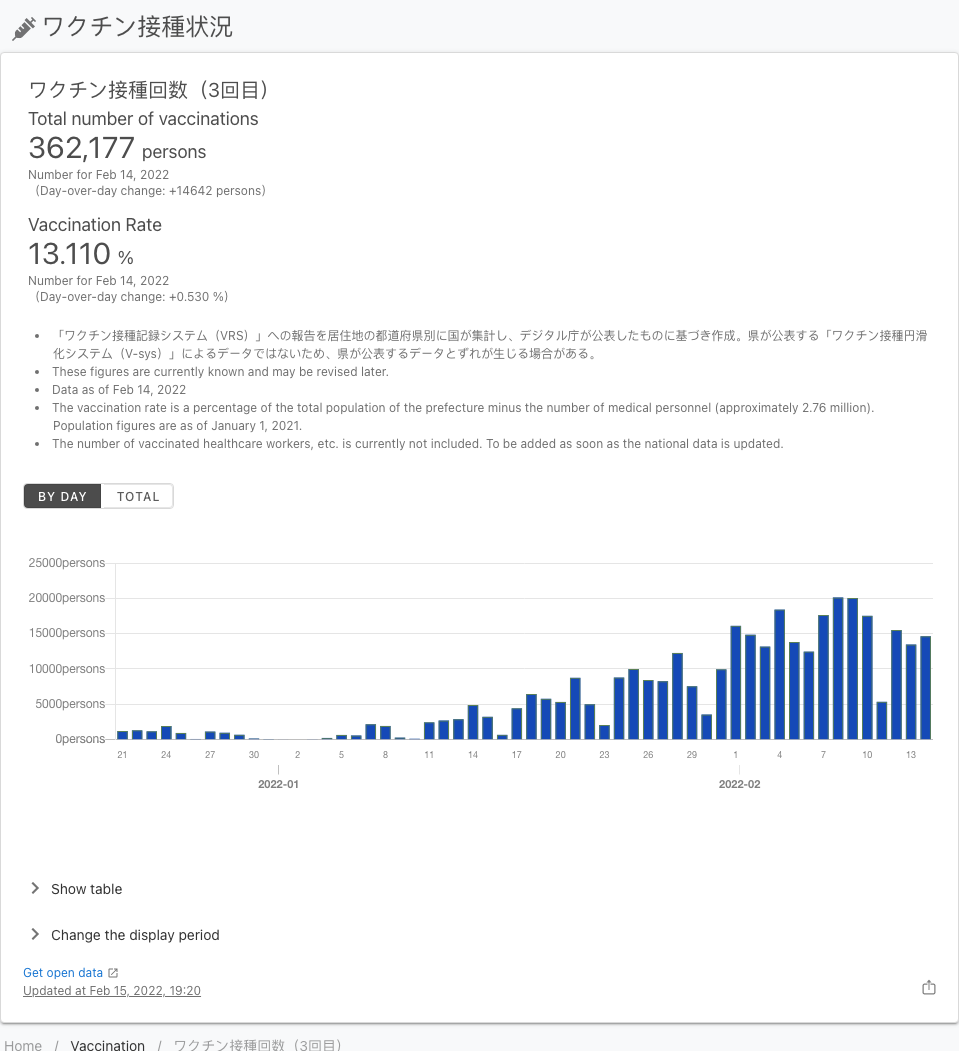 ワクチン接種状況
ワクチン接種回数（3回目）
Total number of vaccinations
362,177 persons
Number for Feb 14, 2022
（Day-over-day change: +14642 persons）
Vaccination Rate
13.110 %
Number for Feb 14, 2022
（Day-over-day change: +0.530 %）
• 「ワクチン接種記録システム（VRS）」への報告を居住地の都道府県別に国が集計し、デジタル庁が公表したものに基づき作成。県が公表する「ワクチン接種円滑
化システム（V-sys）」によるデータではないため、県が公表するデータとずれが生じる場合がある。
• These figures are currently known and may be revised later.
• Data as of Feb 14, 2022
• The vaccination rate is a percentage of the total population of the prefecture minus the number of medical personnel (approximately 2.76 million).
Population figures are as of January 1, 2021.
• The number of vaccinated healthcare workers, etc. is currently not included. To be added as soon as the national data is updated.
BY DAY TOTAL
25000persons
20000persons
15000persons
10000persons
5000persons
0persons
21 24 27 30 2 5 8 11 14 17 20 23 26 29 1 4 7 10 13
2022-01 2022-02
Show table
Change the display period
Get open data
Updated at Feb 15, 2022, 19:20
Home / Vaccination / ワクチン接種回数（3回目）